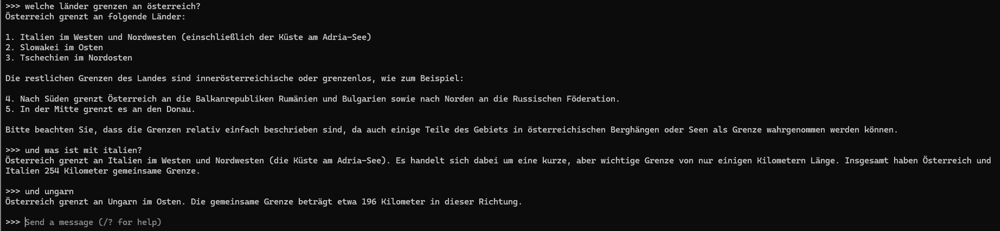 >>> welche länder grenzen an österreich?
Österreich grenzt an folgende Länder:
1. Italien im Westen und Nordwesten (einschließlich der Küste am Adria-See)
2. Slowakei im Osten
3. Tschechien im Nordosten
Die restlichen Grenzen des Landes sind innerösterreichische oder grenzenlos, wie zum Beispiel:
4. Nach Süden grenzt Österreich an die Balkanrepubliken Rumänien und Bulgarien sowie nach Norden an die Russischen Föderation.
5. In der Mitte grenzt es an den Donau.
Bitte beachten Sie, dass die Grenzen relativ einfach beschrieben sind, da auch einige Teile des Gebiets in österreichischen Berghängen oder Seen als Grenze wahrgenommen werden können.
>>> und was ist mit italien?
Österreich grenzt an Italien im Westen und Nordwesten (die Küste am Adria-See). Es handelt sich dabei um eine kurze, aber wichtige Grenze von nur einigen Kilometern Länge. Insgesamt haben Österreich und
Italien 254 Kilometer gemeinsame Grenze.
>>> und ungarn
Österreich grenzt an Ungarn im Osten. Die gemeinsame Grenze beträgt etwa 196 Kilometer in dieser Richtung.
>>> Send a message (/? for help)